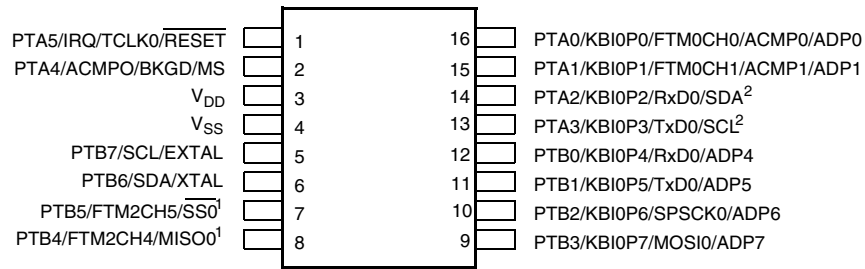 PTA5/IRQ/TCLK0/RESET 1
PTA4/ACMPO/BKGD/MS 2
VDD 3
VSS 4
PTB7/SCL/EXTAL 5
PTB6/SDA/XTAL 6
PTB5/FTM2CH5/SS0¹ 7
PTB4/FTM2CH4/MISO0¹ 8
16 PTA0/KBI0P0/FTM0CH0/ACMP0/ADP0
15 PTA1/KBI0P1/FTM0CH1/ACMP1/ADP1
14 PTA2/KBI0P2/RxD0/SDA²
13 PTA3/KBI0P3/TxD0/SCL²
12 PTB0/KBI0P4/RxD0/ADP4
11 PTB1/KBI0P5/TxD0/ADP5
10 PTB2/KBI0P6/SPSCK0/ADP6
9 PTB3/KBI0P7/MOSI0/ADP7